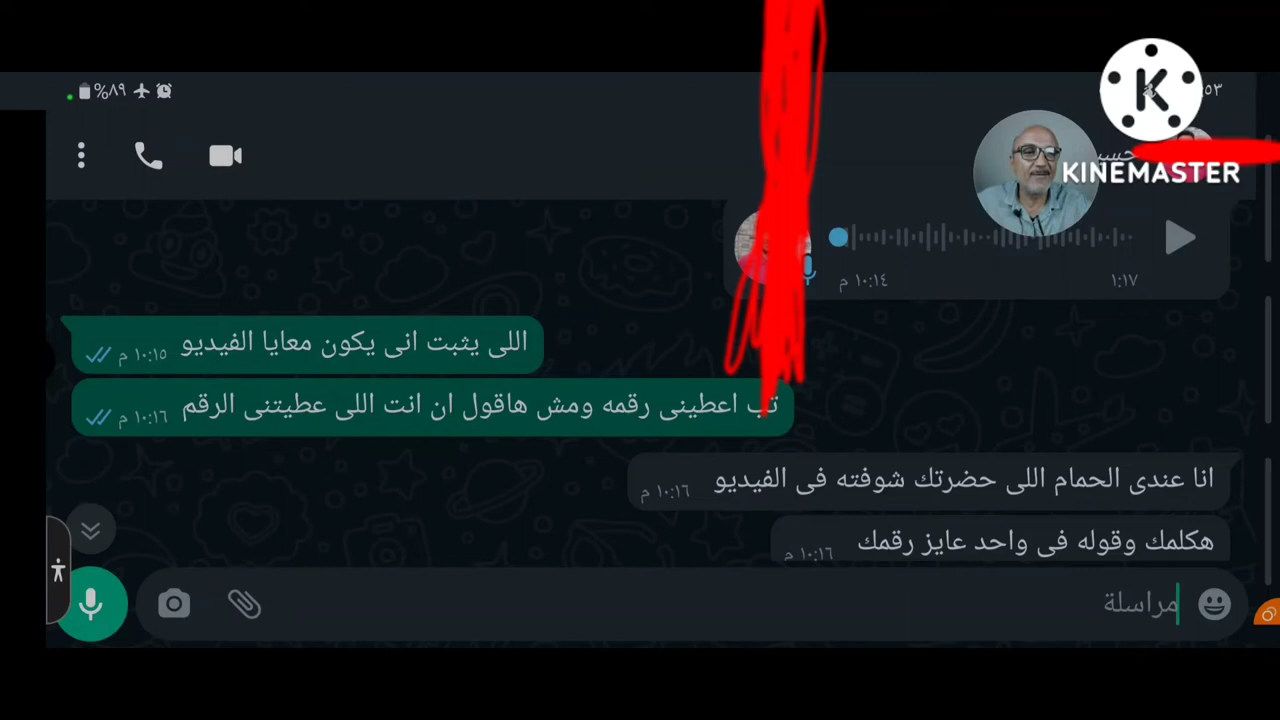 %٨٩
٥٣
KINEMASTER
١٠:١٤ م
1:١٧
اللى يثبت انى يكون معايا الفيديو
١٠:١٥ م
تب اعطينى رقمه ومش هاقول ان انت اللى عطيتنى الرقم
١٠:١٦ م
انا عندى الحمام اللى حضرتك شوفته فى الفيديو
١٠:١٦ م
هكلمك وقوله فى واحد عايز رقمك
١٠:١٦ م
مراسلة